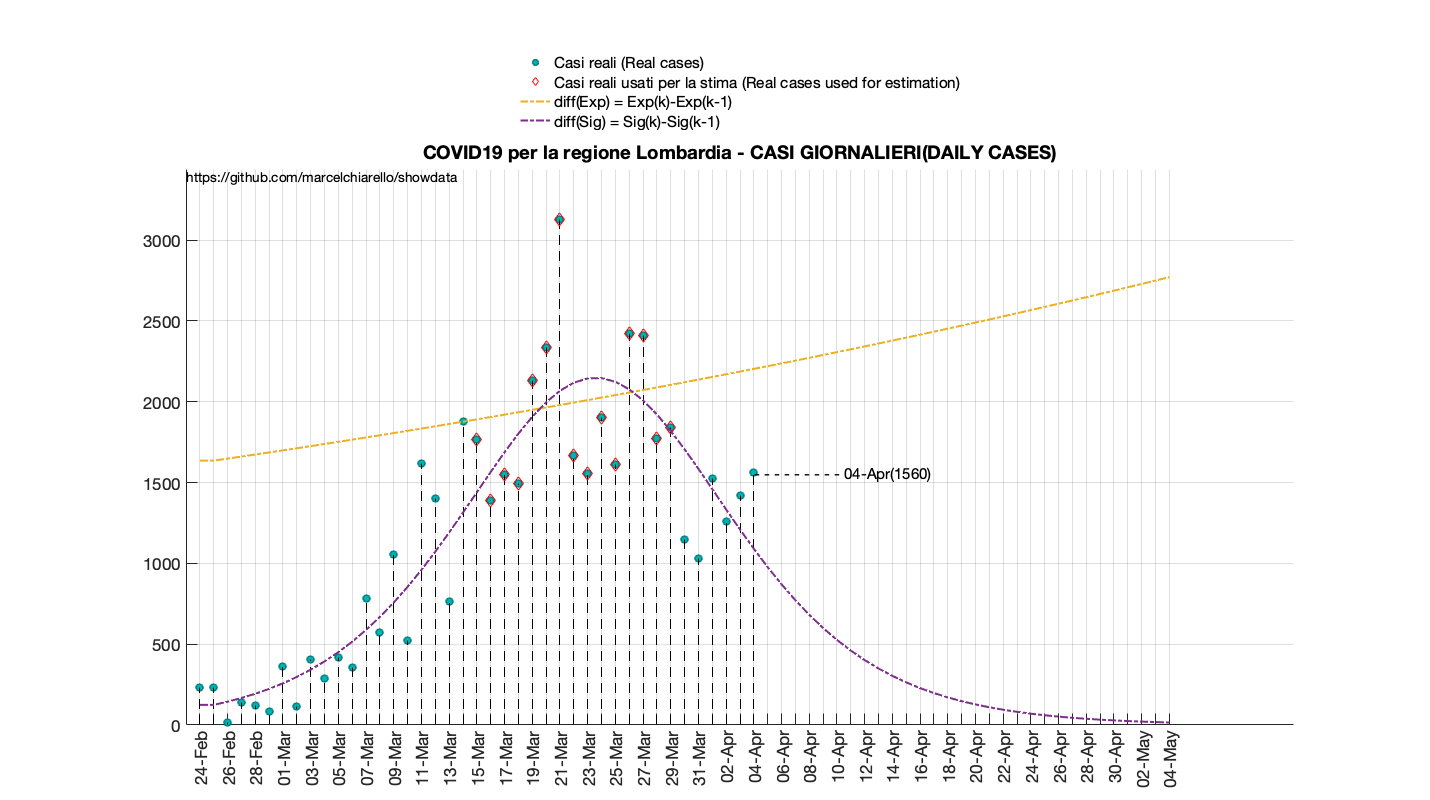 Casi reali (Real cases)
Casi reali usati per la stima (Real cases used for estimation)
diff(Exp) = Exp(k)-Exp(k-1)
diff(Sig) = Sig(k)-Sig(k-1)
COVID19 per la regione Lombardia - CASI GIORNALIERI(DAILY CASES)
https://github.com/marcelchiarello/showdata
3000
2500
2000
1500
04-Apr(1560)
1000
500
0
24-Feb
26-Feb
28-Feb
01-Mar
03-Mar
05-Mar
07-Mar
09-Mar
11-Mar
13-Mar
15-Mar
17-Mar
19-Mar
21-Mar
23-Mar
25-Mar
27-Mar
29-Mar
31-Mar
02-Apr
04-Apr
06-Apr
08-Apr
10-Apr
12-Apr
14-Apr
16-Apr
18-Apr
20-Apr
22-Apr
24-Apr
26-Apr
28-Apr
30-Apr
02-May
04-May